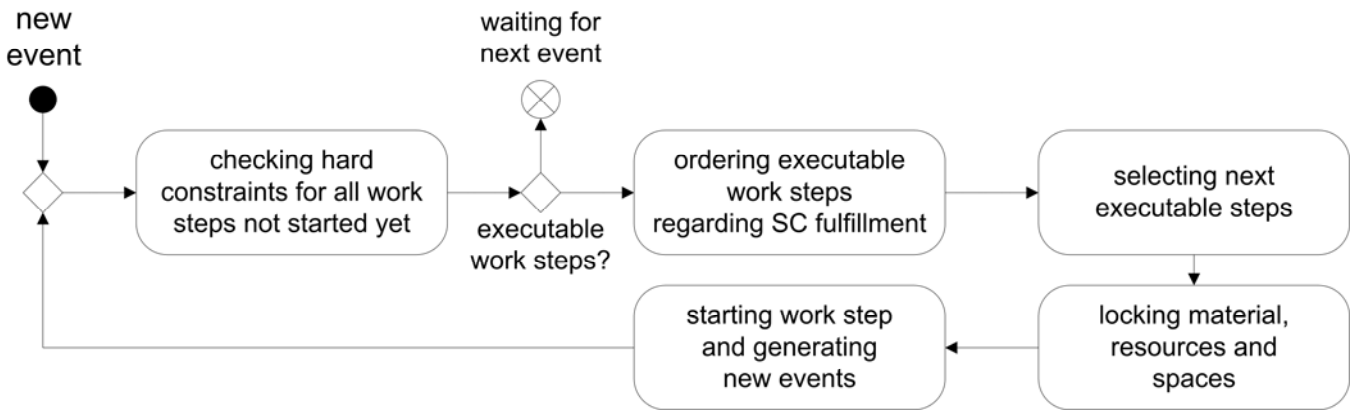 new
event
waiting for
next event
checking hard
constraints for all work
steps not started yet
executable
work steps?
ordering executable
work steps
regarding SC fulfillment
selecting next
executable steps
locking material,
resources and
spaces
starting work step
and generating
new events